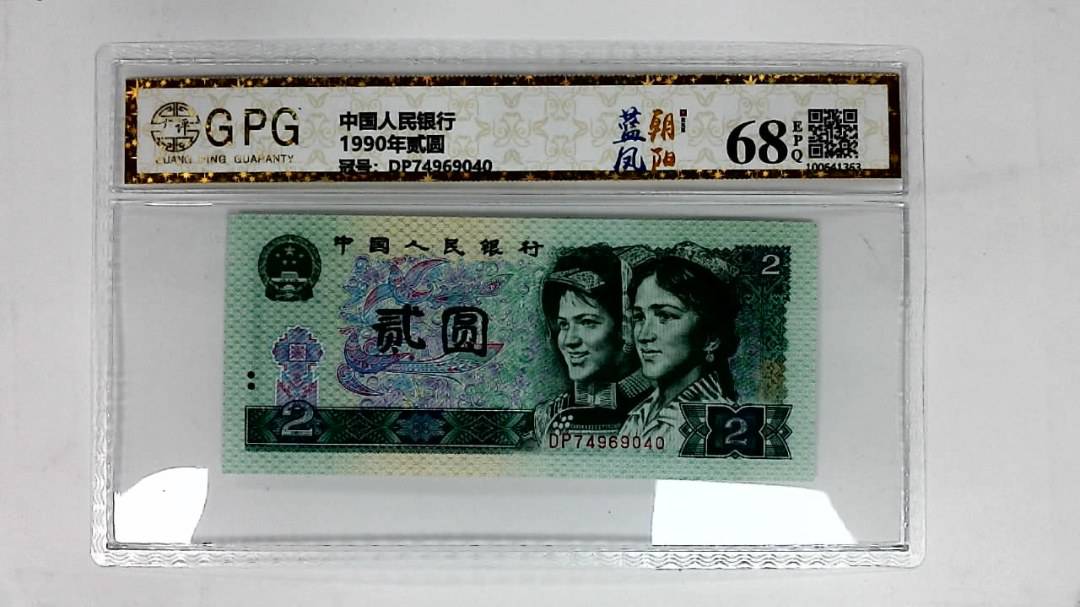 GPG
GUANG PING GUARANTY
中国人民银行
1990年贰圆
冠号：DP74969040
蓝凤
朝阳
68
EPQ
100641363
中国人民银行
2
贰圆
2
DP74969040
2